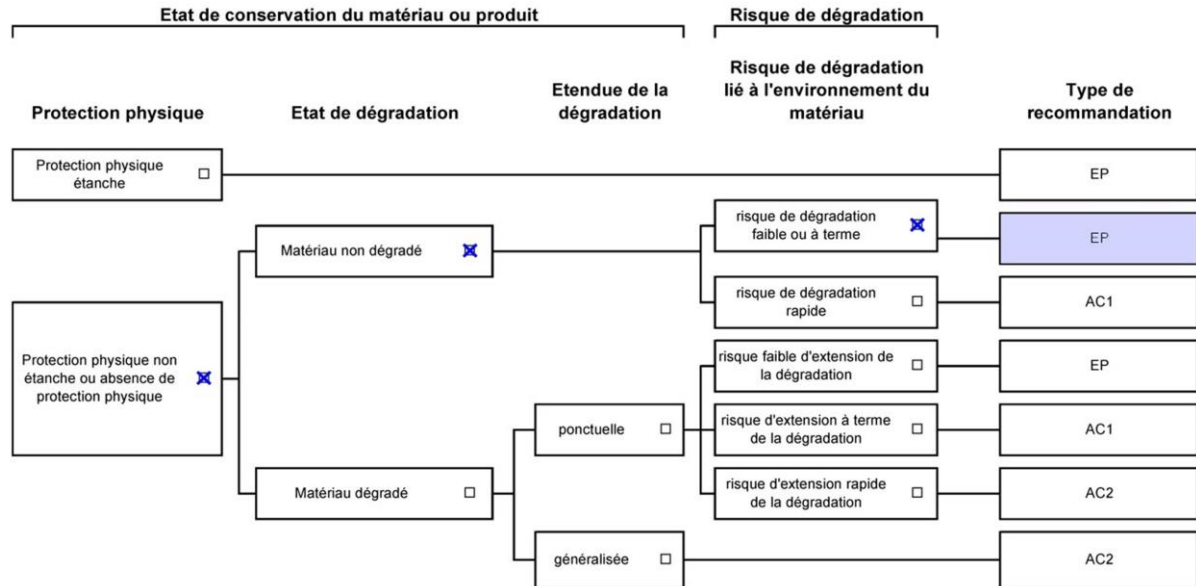 Etat de conservation du matériau ou produit
Risque de dégradation
Protection physique
Etat de dégradation
Etendue de la
dégradation
Risque de dégradation
lié à l'environnement du
matériau
Type de
recommandation
Protection physique
étanche
EP
Matériau non dégradé
risque de dégradation
faible ou à terme
EP
risque de dégradation
rapide
AC1
Protection physique non
étanche ou absence de
protection physique
risque faible d'extension de
la dégradation
EP
ponctuelle
risque d'extension à terme
de la dégradation
AC1
Matériau dégradé
risque d'extension rapide
de la dégradation
AC2
généralisée
AC2